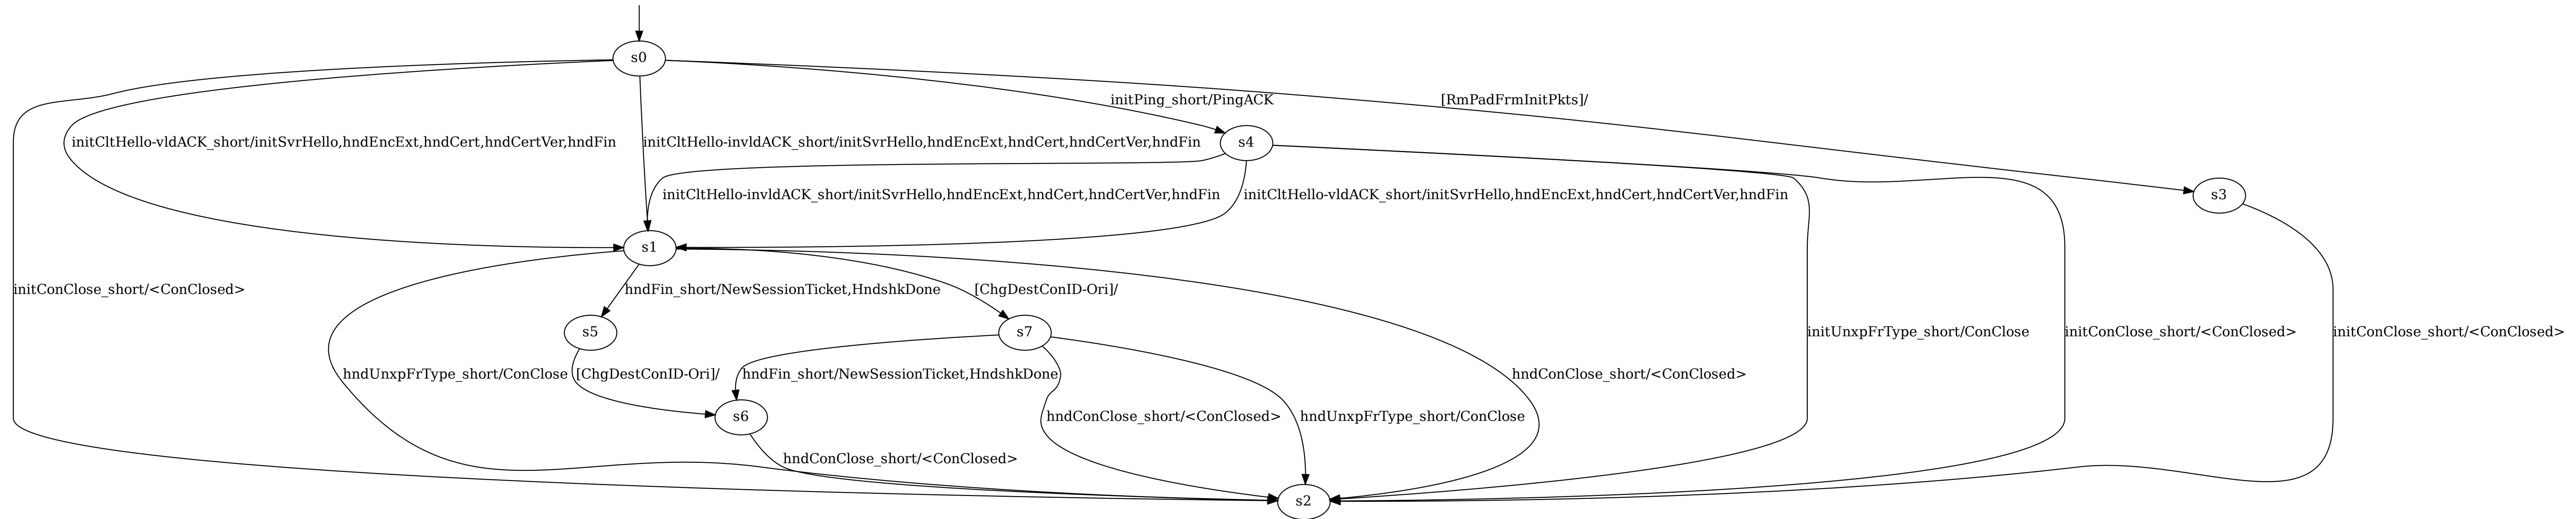 s0
initPing_short/PingACK
[RmPadFrmInitPkts]/
initCltHello-vldACK_short/initSvrHello,hndEncExt,hndCert,hndCertVer,hndFin
initCltHello-invldACK_short/initSvrHello,hndEncExt,hndCert,hndCertVer,hndFin
s4
initCltHello-invldACK_short/initSvrHello,hndEncExt,hndCert,hndCertVer,hndFin
initCltHello-vldACK_short/initSvrHello,hndEncExt,hndCert,hndCertVer,hndFin
s3
s1
initConClose_short/<ConClosed>
hndFin_short/NewSessionTicket,HndshkDone
[ChgDestConID-Ori]/
s5
s7
initUnxpFrType_short/ConClose
initConClose_short/<ConClosed>
initConClose_short/<ConClosed>
hndUnxpFrType_short/ConClose
[ChgDestConID-Ori]/
hndFin_short/NewSessionTicket,HndshkDone
hndConClose_short/<ConClosed>
s6
hndConClose_short/<ConClosed>
hndUnxpFrType_short/ConClose
hndConClose_short/<ConClosed>
s2